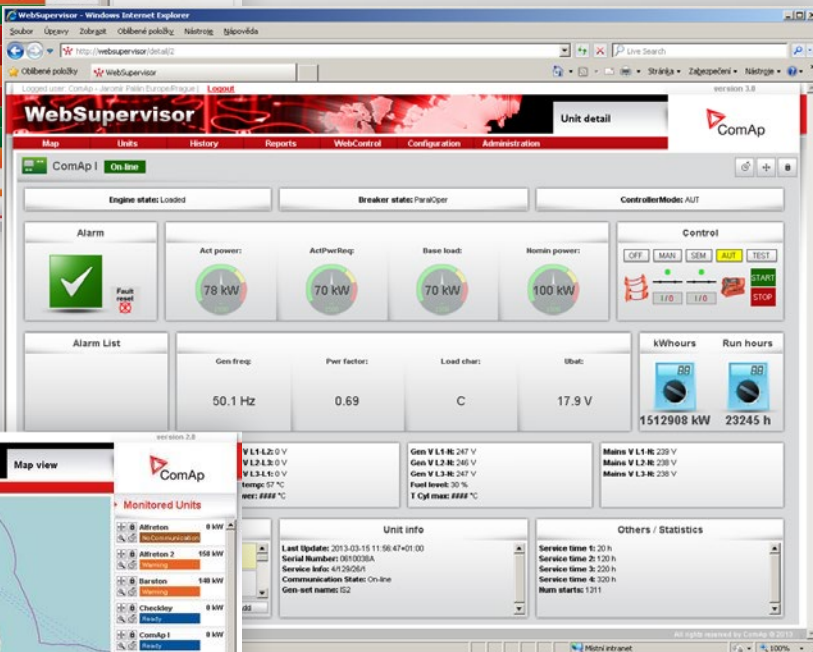 WebSupervisor - Windows Internet Explorer
Soubor Úpravy Zobrazit Oblíbené položky Nástroje Nápověda
http://websupervisor/detail/2
Live Search
Oblíbené položky
WebSupervisor
Stránka
Zabezpečení
Nástroje
Logged user: ComAp - Jaromír Palán Europe/Prague | Logout
version 3.0
WebSupervisor
Unit detail
ComAp
Map Units History Reports WebControl Configuration Administration
ComAp I On-line
Engine state: Loaded
Breaker state: ParalOper
ControllerMode: AUT
Alarm
Fault
reset
Act power:
78 kW
ActPwrReq:
70 kW
Base load:
70 kW
Nomin power:
100 kW
Control
OFF MAN SEM AUT TEST
START
STOP
I / 0 I / 0
Alarm List
Gen freq:
50.1 Hz
Pwr factor:
0.69
Load char:
C
Ubat:
17.9 V
kWhours
1512908 kW
Run hours
23245 h
V L1-L2: 0 V
V L2-L3: 0 V
V L3-L1: 0 V
temp: 57 °C
wer: #### °C
Gen V L1-N: 247 V
Gen V L2-N: 246 V
Gen V L3-N: 247 V
Fuel level: 30 %
T Cyl max: #### °C
Mains V L1-N: 239 V
Mains V L2-N: 238 V
Mains V L3-N: 238 V
Unit info
Last Update: 2013-03-15 11:56:47+01:00
Serial Number: 0610038A
Service Info: 4/129/26/1
Communication State: On-line
Gen-set name: IS2
Others / Statistics
Service time 1: 20 h
Service time 2: 120 h
Service time 3: 220 h
Service time 4: 320 h
Num starts: 1311
All rights reserved by ComAp © 2013
Místní intranet
100%
version 2.8
Map view
ComAp
Monitored Units
Alfreton 0 kW
NoCommunication
Alfreton 2 150 kW
Warning
Barston 140 kW
Warning
Checkley 0 kW
Ready
ComAp I 0 kW
Ready